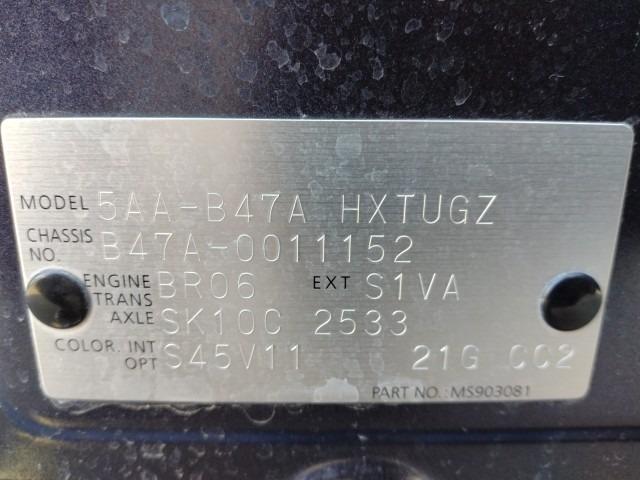 MODEL 5AA-B47A HXTUGZ
CHASSIS NO. B47A-0011152
ENGINE BR06 EXT S1VA
TRANS AXLE SK10C 2533
COLOR. INT OPT S45V11 21G CC2
PART NO.: MS903081